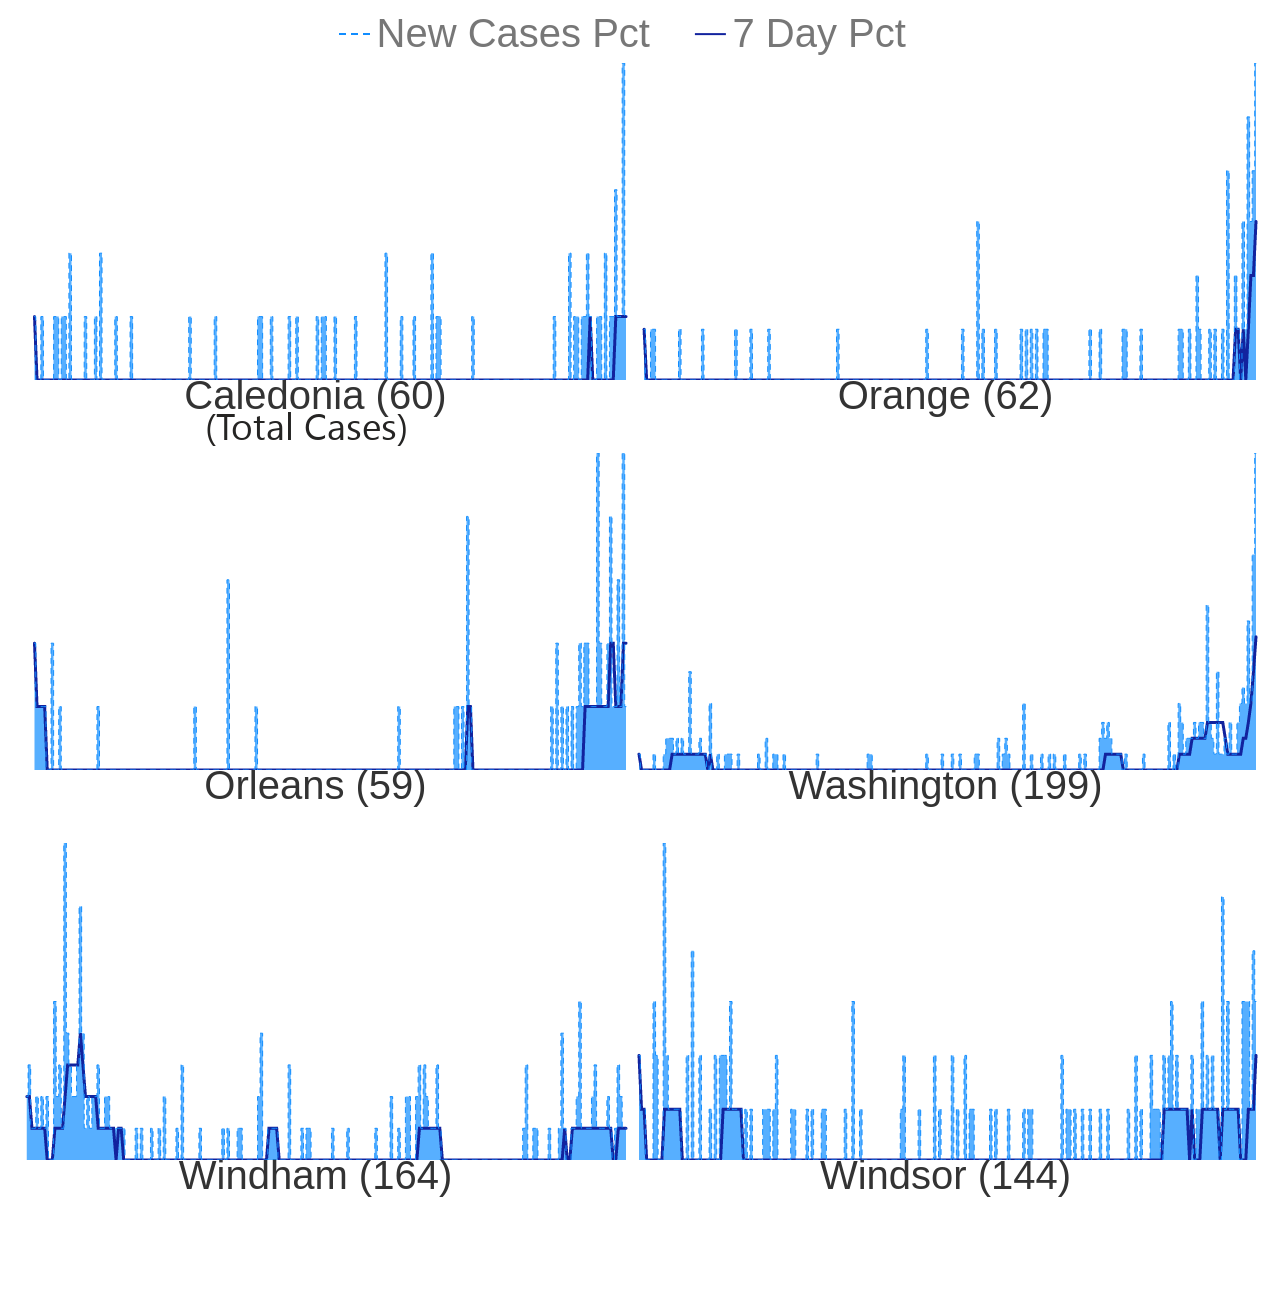 New Cases Pct 7 Day Pct
Caledonia (60) Orange (62)
(Total Cases)
Orleans (59) Washington (199)
Windham (164) Windsor (144)